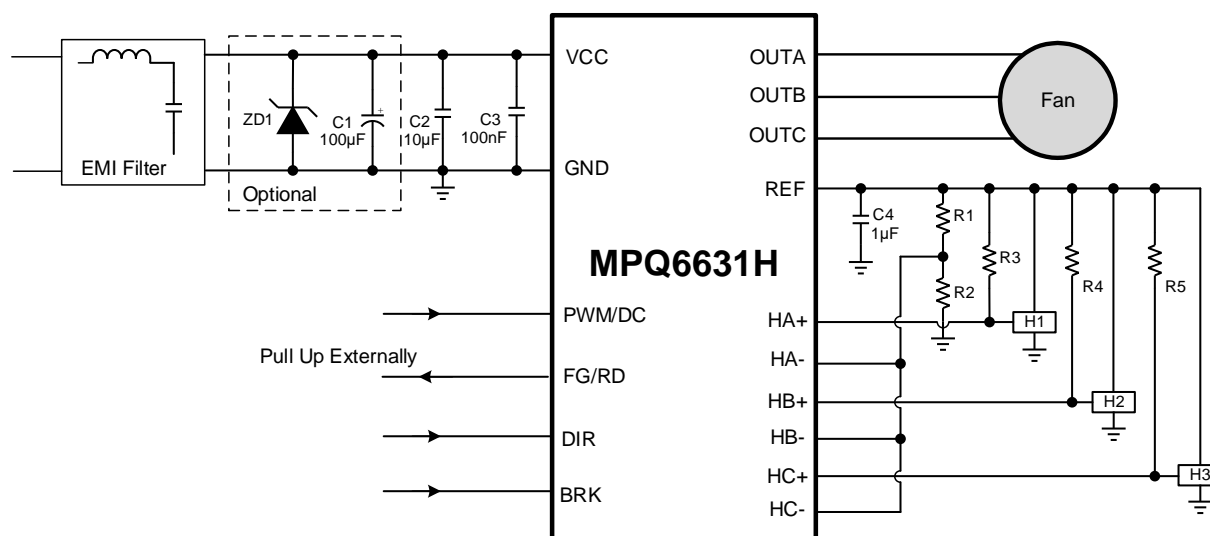 EMI Filter
ZD1
C1
100µF
+
Optional
C2
10µF
C3
100nF
VCC
GND
MPQ6631H
PWM/DC
Pull Up Externally
FG/RD
DIR
BRK
OUTA
OUTB
OUTC
Fan
REF
C4
1µF
R1
R2
R3
R4
R5
HA+
H1
HA-
HB+
H2
HB-
HC+
H3
HC-